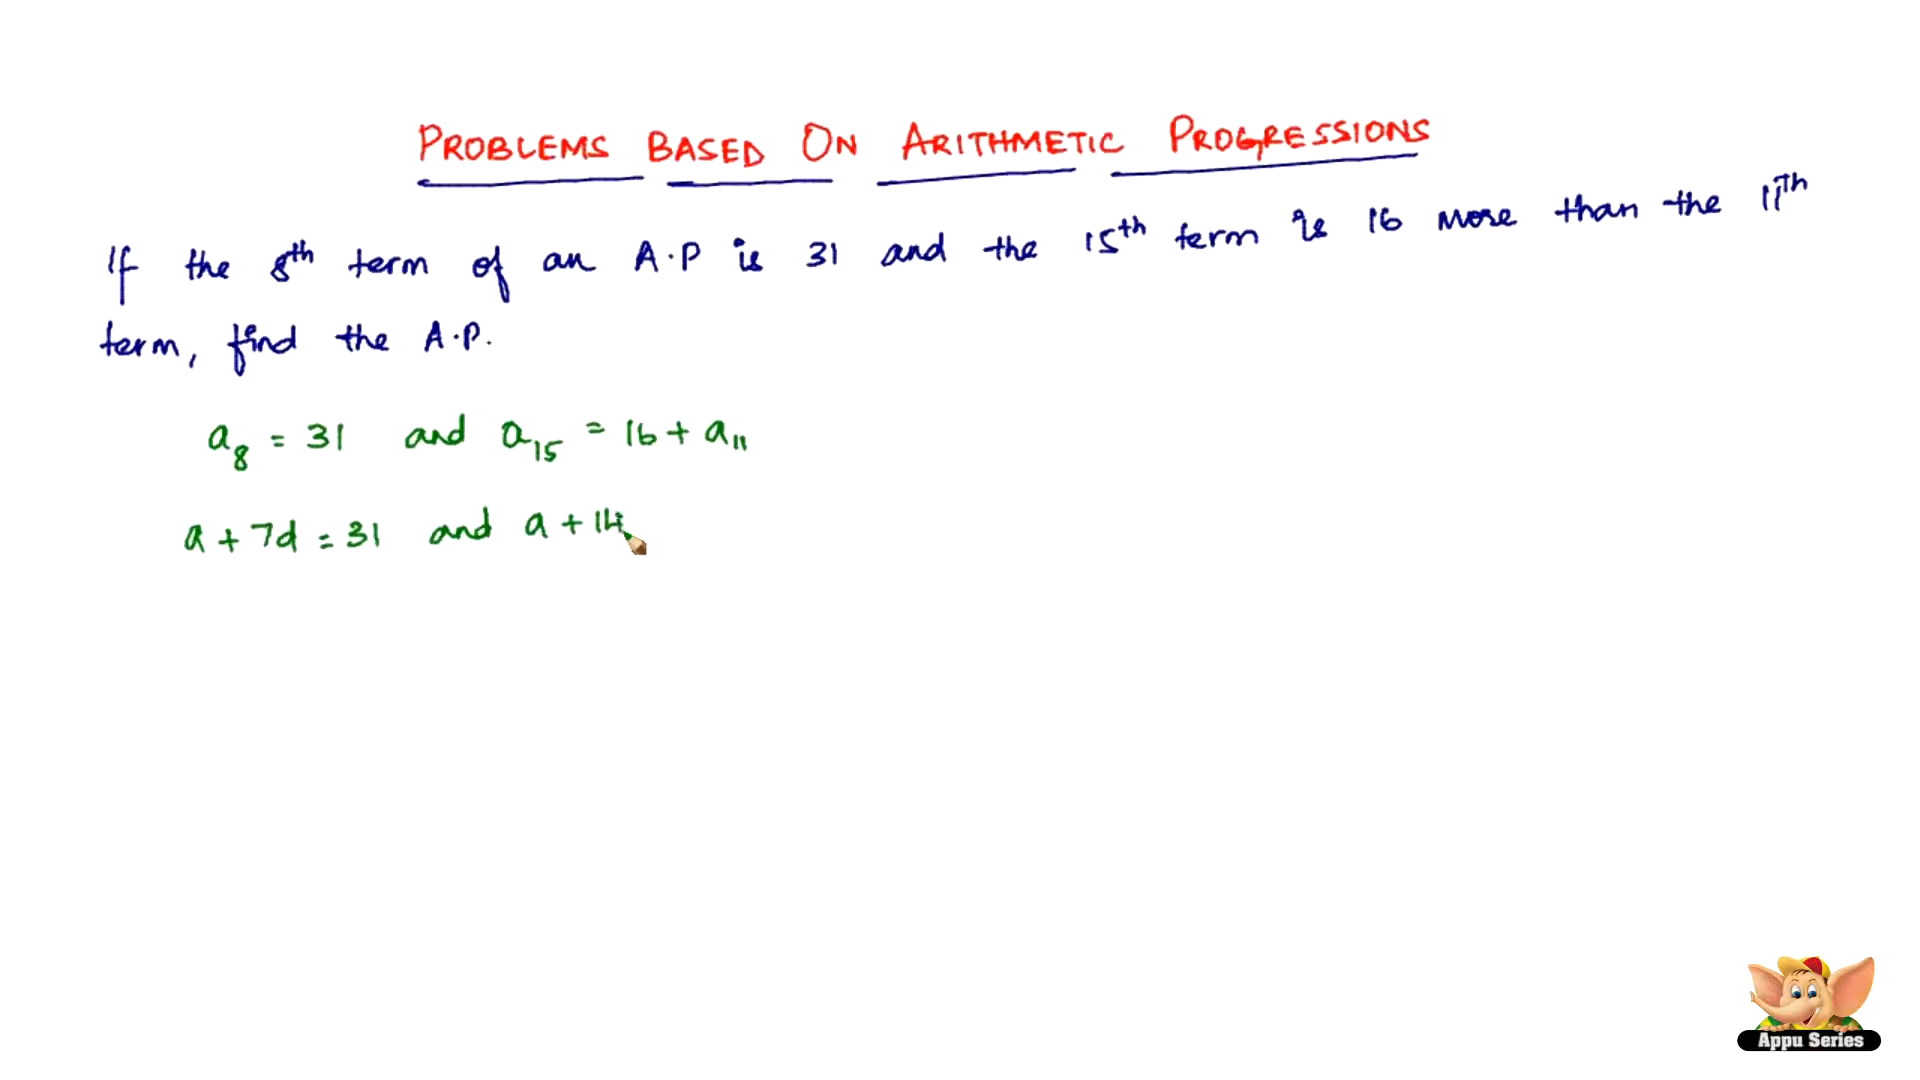 PROBLEMS BASED ON ARITHMETIC PROGRESSIONS
If the 8th term of an A.P is 31 and the 15th term is 16 more than the 11th
term, find the A.P.
a₈ = 31 and a₁₅ = 16 + a₁₁
a + 7d = 31 and a + 14
Appu Series